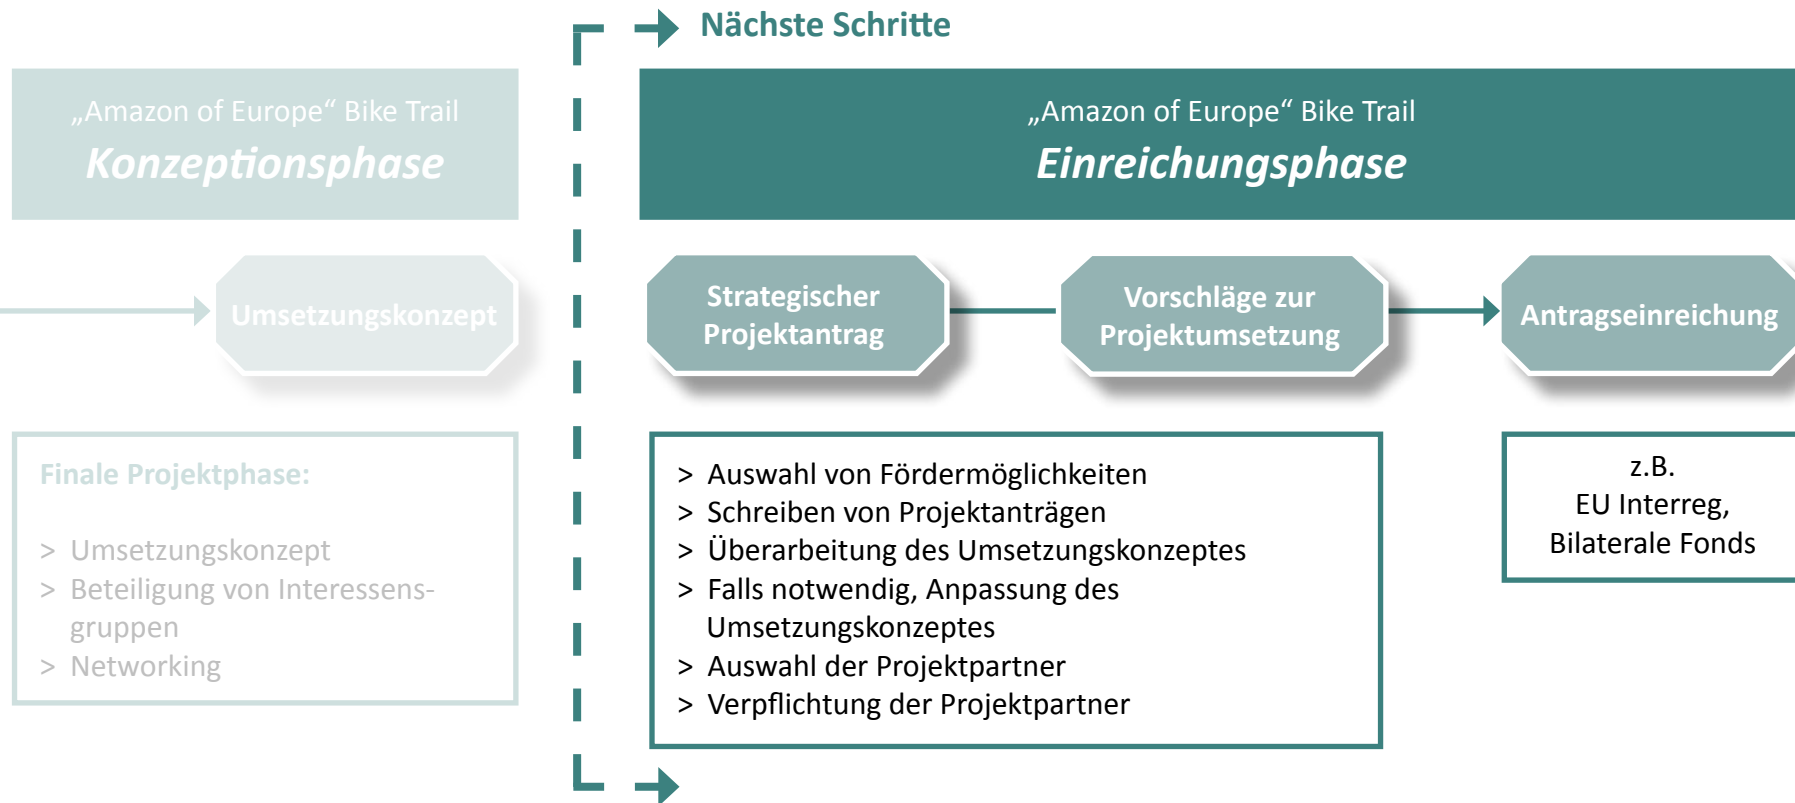 Nächste Schritte
„Amazon of Europe“ Bike Trail
Konzeptionsphase
„Amazon of Europe“ Bike Trail
Einreichungsphase
Umsetzungskonzept
Strategischer
Projektantrag
Vorschläge zur
Projektumsetzung
Antragseinreichung
Finale Projektphase:
> Umsetzungskonzept
> Beteiligung von Interessens-
gruppen
> Networking
> Auswahl von Fördermöglichkeiten
> Schreiben von Projektanträgen
> Überarbeitung des Umsetzungskonzeptes
> Falls notwendig, Anpassung des
Umsetzungskonzeptes
> Auswahl der Projektpartner
> Verpflichtung der Projektpartner
z.B.
EU Interreg,
Bilaterale Fonds